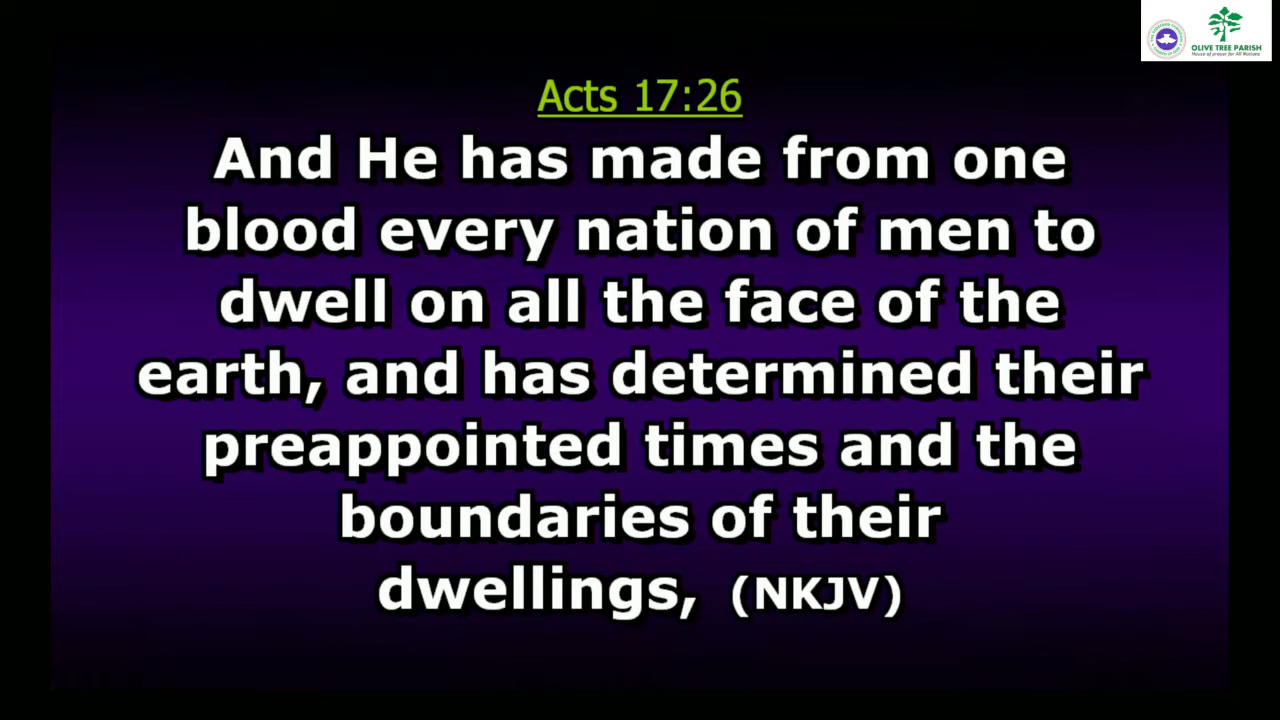 OLIVE TREE PARISH
House of prayer for All Nations
Acts 17:26
And He has made from one
blood every nation of men to
dwell on all the face of the
earth, and has determined their
preappointed times and the
boundaries of their
dwellings, (NKJV)